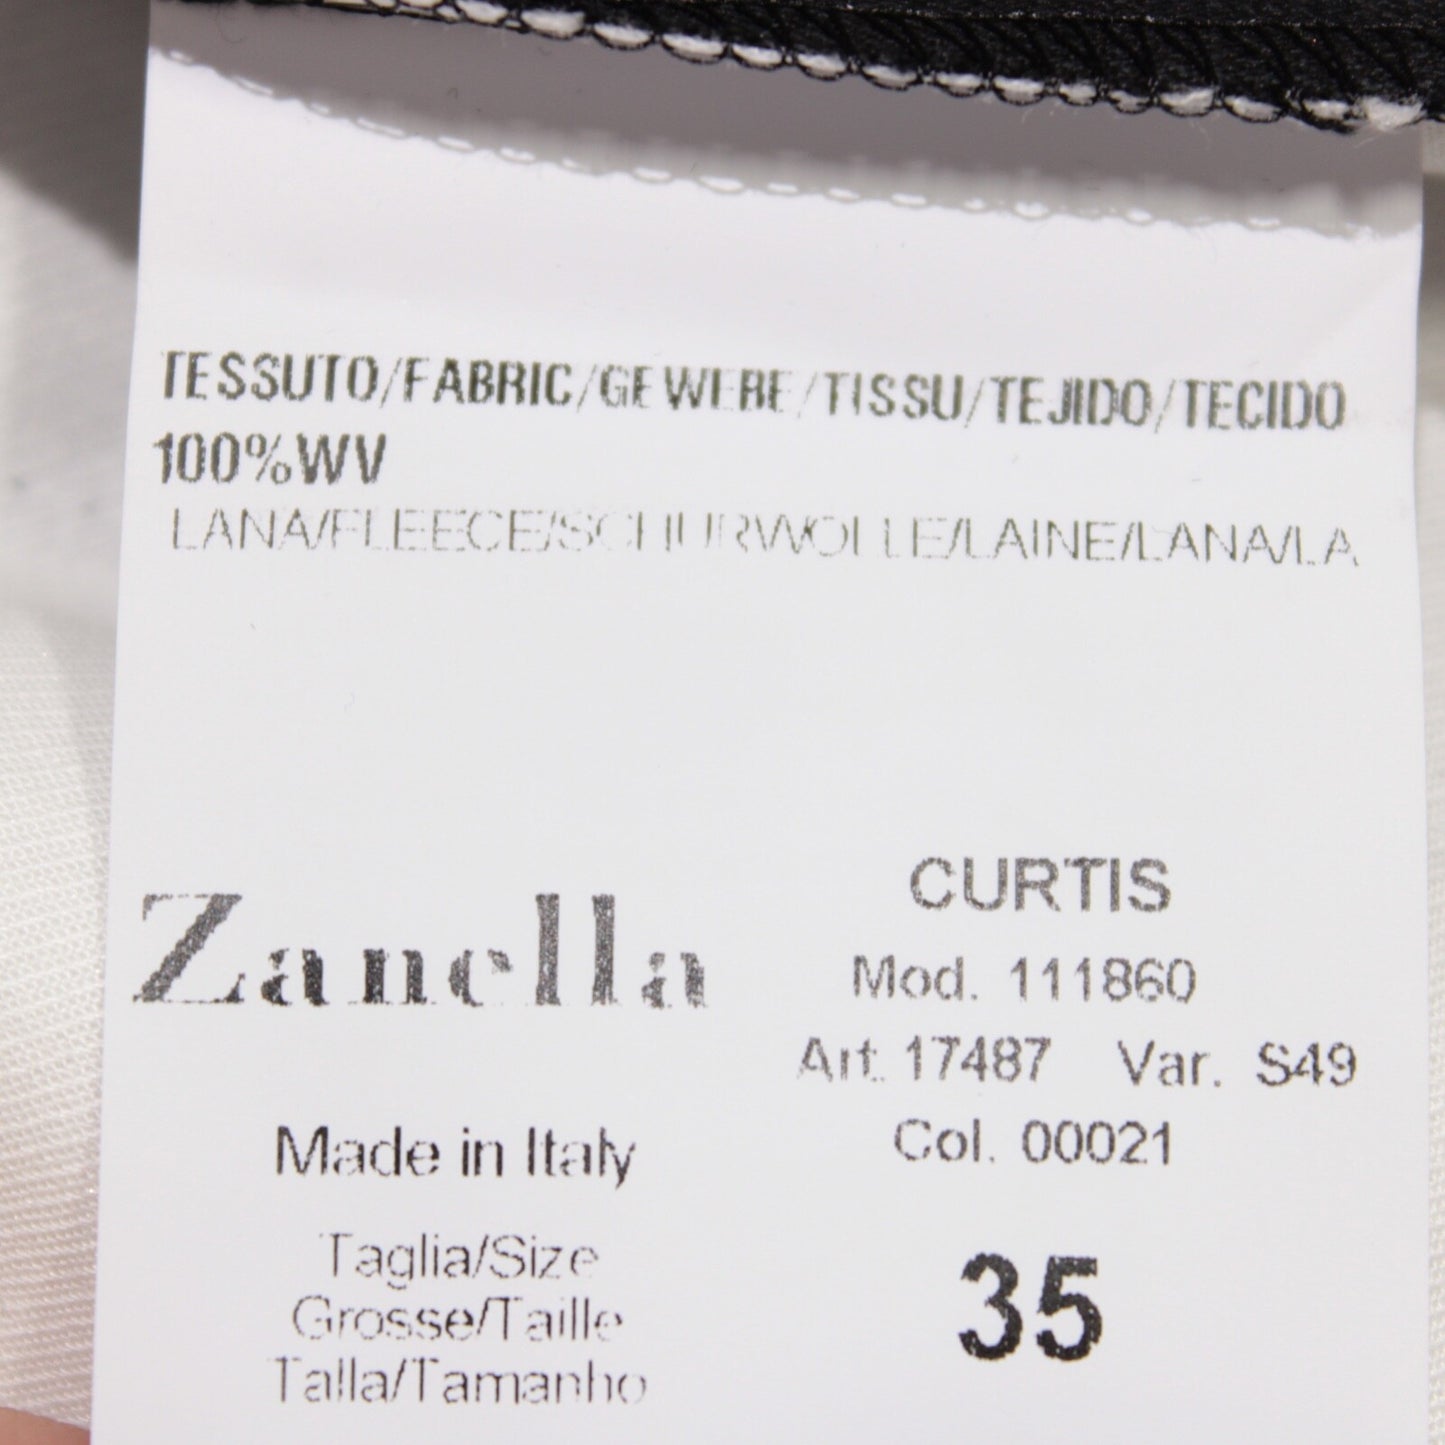 TESSUTO/FABRIC/GEWEBE/TISSU/TEJIDO/TECIDO
100%WV
LANA/FLEECE/SCHURWOLLE/LAINE/LANA/LA
Zanella
Made in Italy
Taglia/Size
Grosse/Taille
Talla/Tamanho
CURTIS
Mod. 111860
Art. 17487 Var. S49
Col. 00021
35